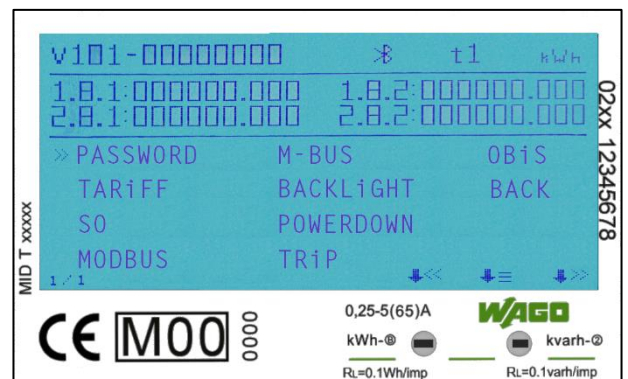 v101-00000000 t1 kWh
1.8.1:000000.000 1.8.2:000000.000
2.8.1:000000.000 2.8.2:000000.000
» PASSWORD M-BUS OBiS
TARiFF BACKLiGHT BACK
SO POWERDOWN
MODBUS TRiP
1/1 << ≡ >>
02xx 12345678
MID T xxxxx
CE M00 0000
0,25-5(65)A WAGO
kWh-⑧ kvarh-②
RL=0.1Wh/imp RL=0.1varh/imp